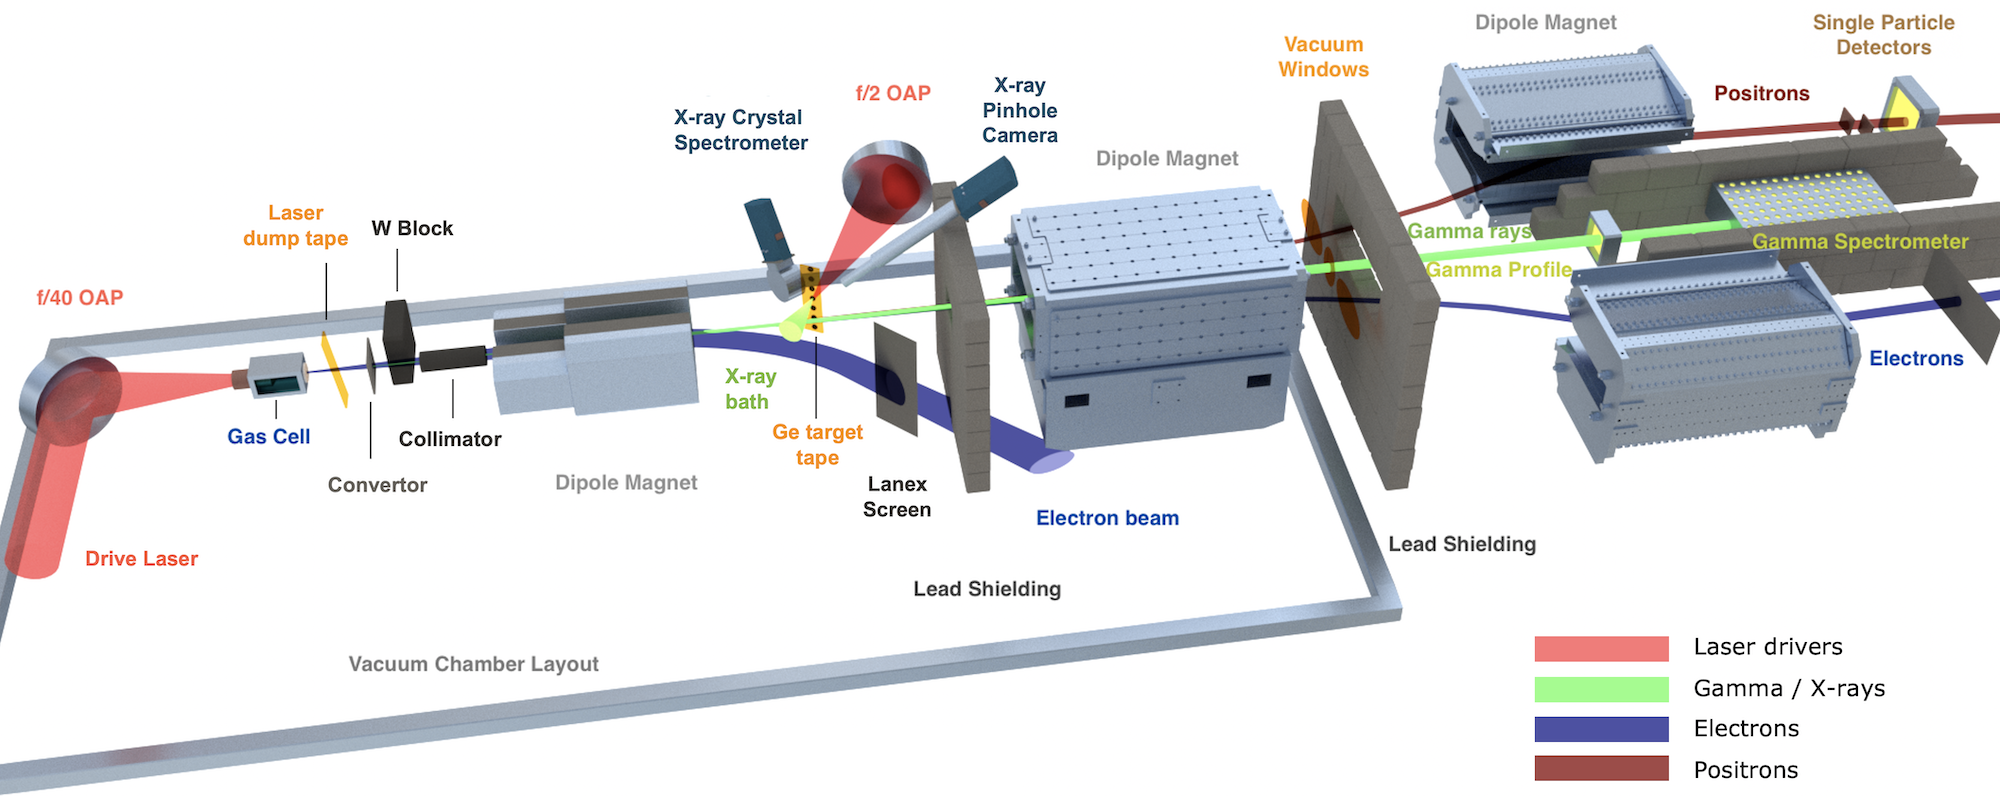 Dipole Magnet
Single Particle
Detectors
Vacuum
Windows
X-ray
Pinhole
Camera
f/2 OAP
Positrons
X-ray Crystal
Spectrometer
Dipole Magnet
Laser
dump tape
W Block
Gamma rays
Gamma Spectrometer
Gamma Profile
f/40 OAP
Electrons
X-ray
bath
Gas Cell
Collimator
Ge target
tape
Convertor
Dipole Magnet
Lanex
Screen
Electron beam
Drive Laser
Lead Shielding
Lead Shielding
Vacuum Chamber Layout
Laser drivers
Gamma / X-rays
Electrons
Positrons